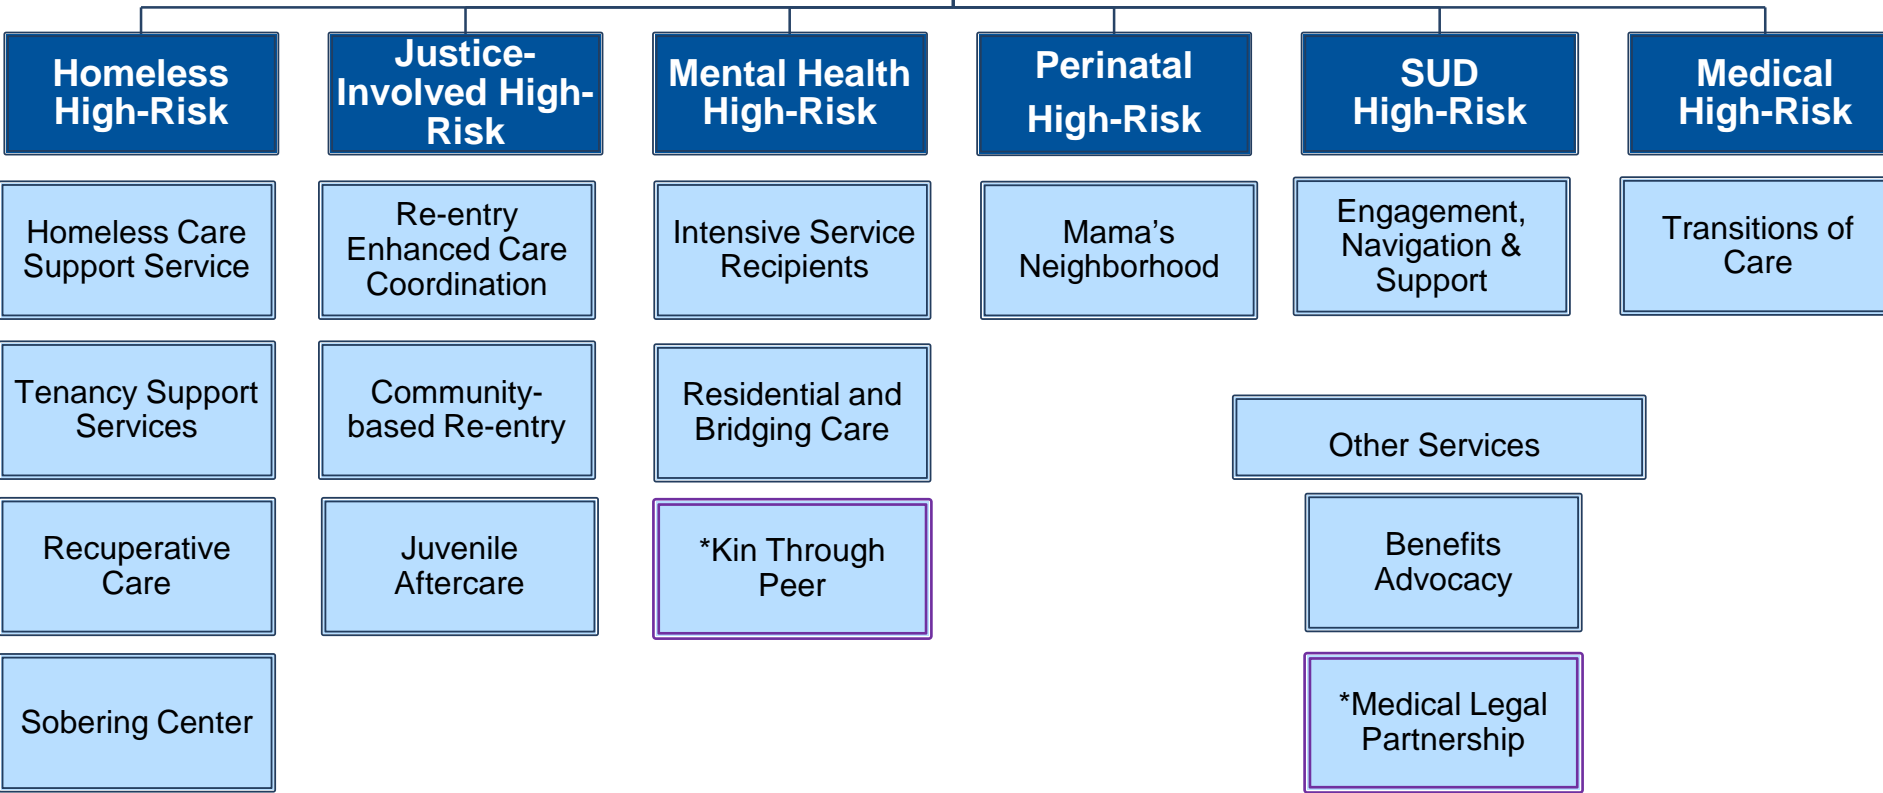 Homeless
High-Risk
Justice-
Involved High-
Risk
Mental Health
High-Risk
Perinatal
High-Risk
SUD
High-Risk
Medical
High-Risk
Homeless Care
Support Service
Re-entry
Enhanced Care
Coordination
Intensive Service
Recipients
Mama's
Neighborhood
Engagement,
Navigation &
Support
Transitions of
Care
Tenancy Support
Services
Community-
based Re-entry
Residential and
Bridging Care
Other Services
Recuperative
Care
Juvenile
Aftercare
*Kin Through
Peer
Benefits
Advocacy
Sobering Center
*Medical Legal
Partnership